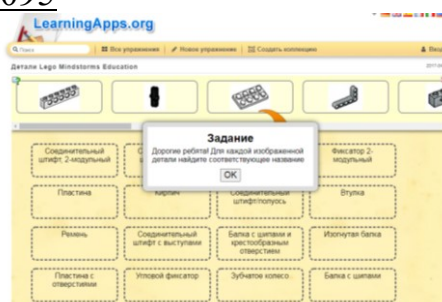 LearningApps.org
Поиск
Все упражнения
Новое упражнение
Создать коллекцию
Детали Lego Mindstorms Education
Задание
Дорогие ребята! Для каждой изображенной
детали найдите соответствующее название
OK
Соединительный
штифт, 2-модульный
Фиксатор 2-
модульный
Пластина
Кирпич
Соединительный
штифт/полуось
Втулка
Ремень
Соединительный
штифт с выступами
Балка с шипами и
крестообразным
отверстием
Изогнутая балка
Пластина с
отверстиями
Угловой фиксатор
Зубчатое колесо
Балка с шипами